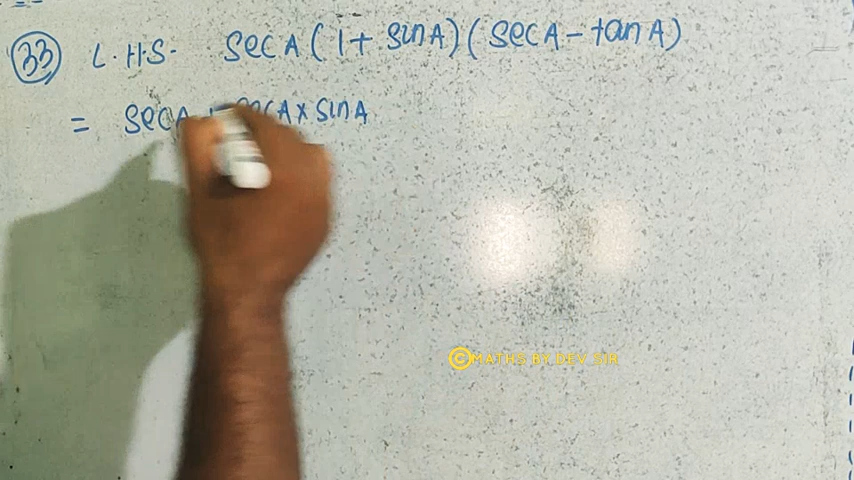 33 L.H.S. SecA(1+ SinA)(SecA-tanA)
= SecA + SecA x SinA
©MATHS BY DEV SIR